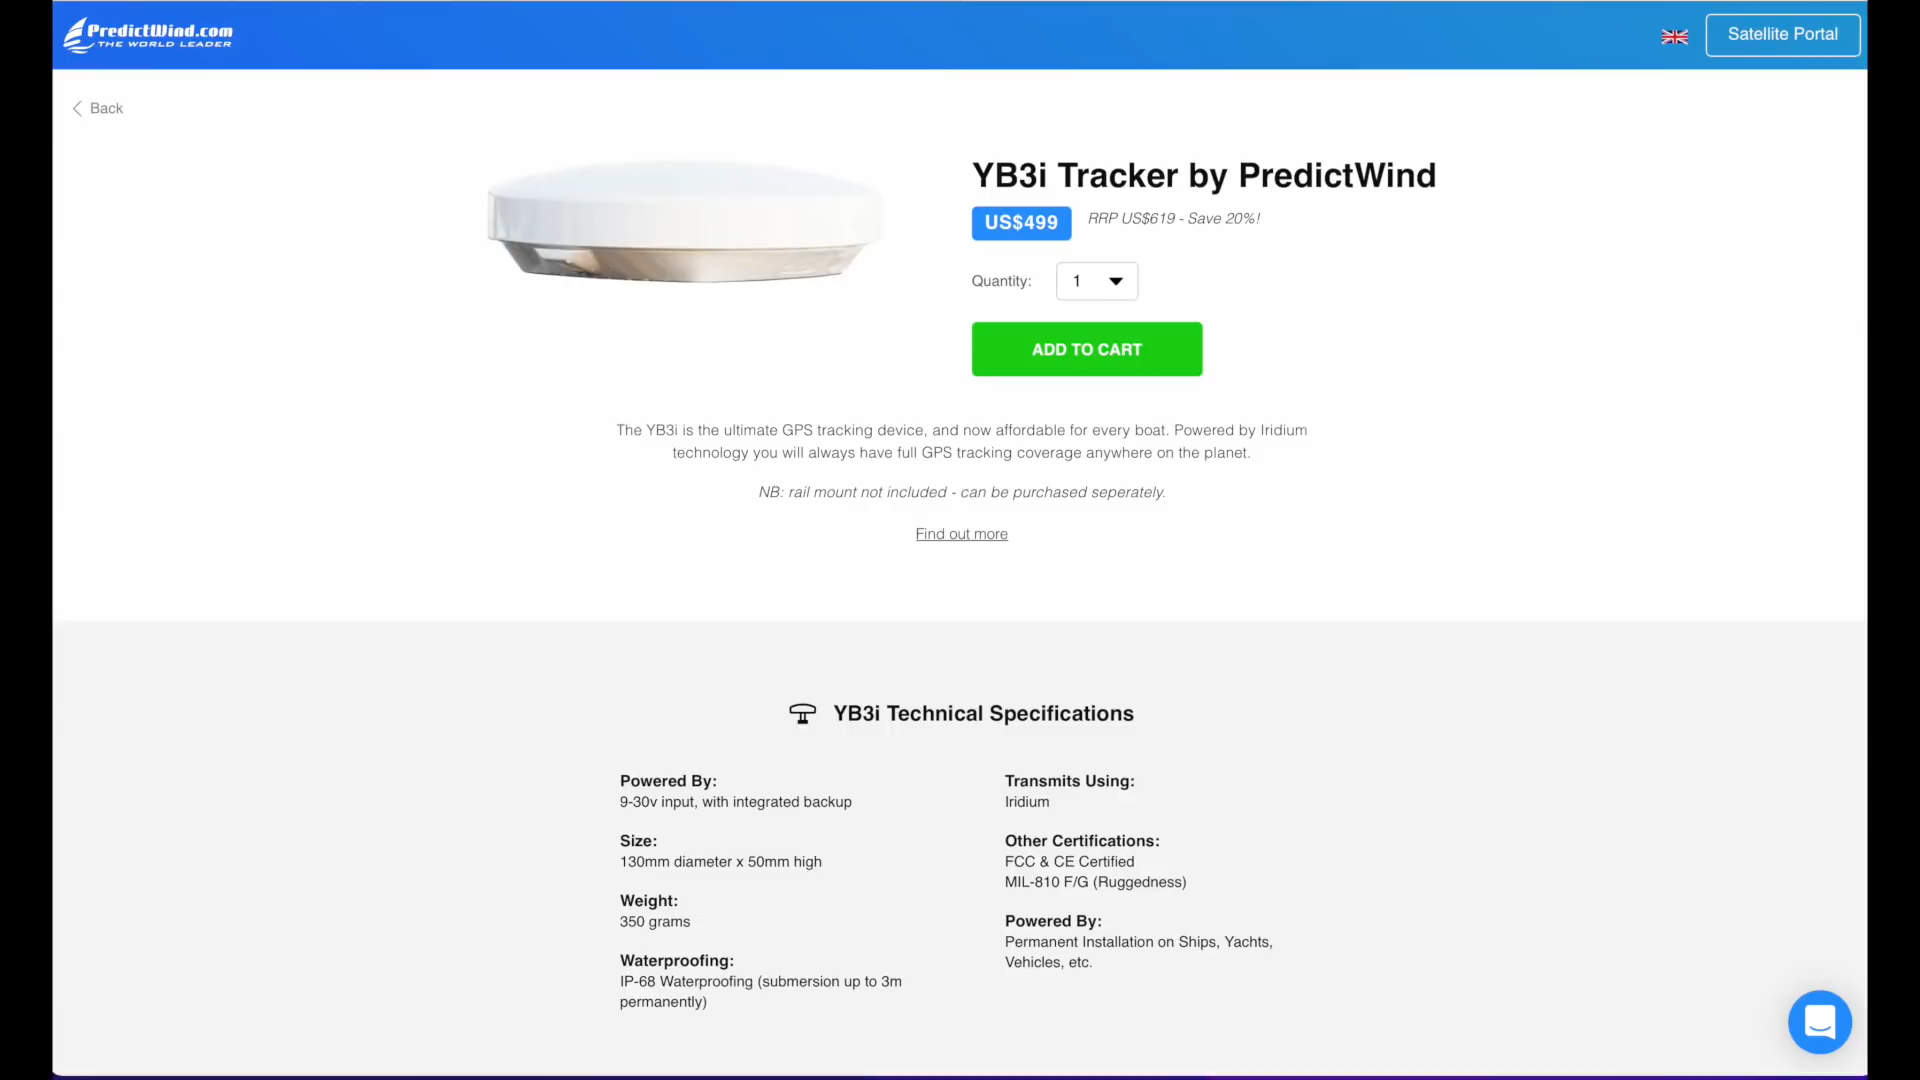 PredictWind.com
THE WORLD LEADER
Satellite Portal
Back
YB3i Tracker by PredictWind
US$499
RRP US$619 - Save 20%!
Quantity:
1
ADD TO CART
The YB3i is the ultimate GPS tracking device, and now affordable for every boat. Powered by Iridium
technology you will always have full GPS tracking coverage anywhere on the planet.
NB: rail mount not included - can be purchased seperately.
Find out more
YB3i Technical Specifications
Powered By:
9-30v input, with integrated backup
Size:
130mm diameter x 50mm high
Weight:
350 grams
Waterproofing:
IP-68 Waterproofing (submersion up to 3m
permanently)
Transmits Using:
Iridium
Other Certifications:
FCC & CE Certified
MIL-810 F/G (Ruggedness)
Powered By:
Permanent Installation on Ships, Yachts,
Vehicles, etc.